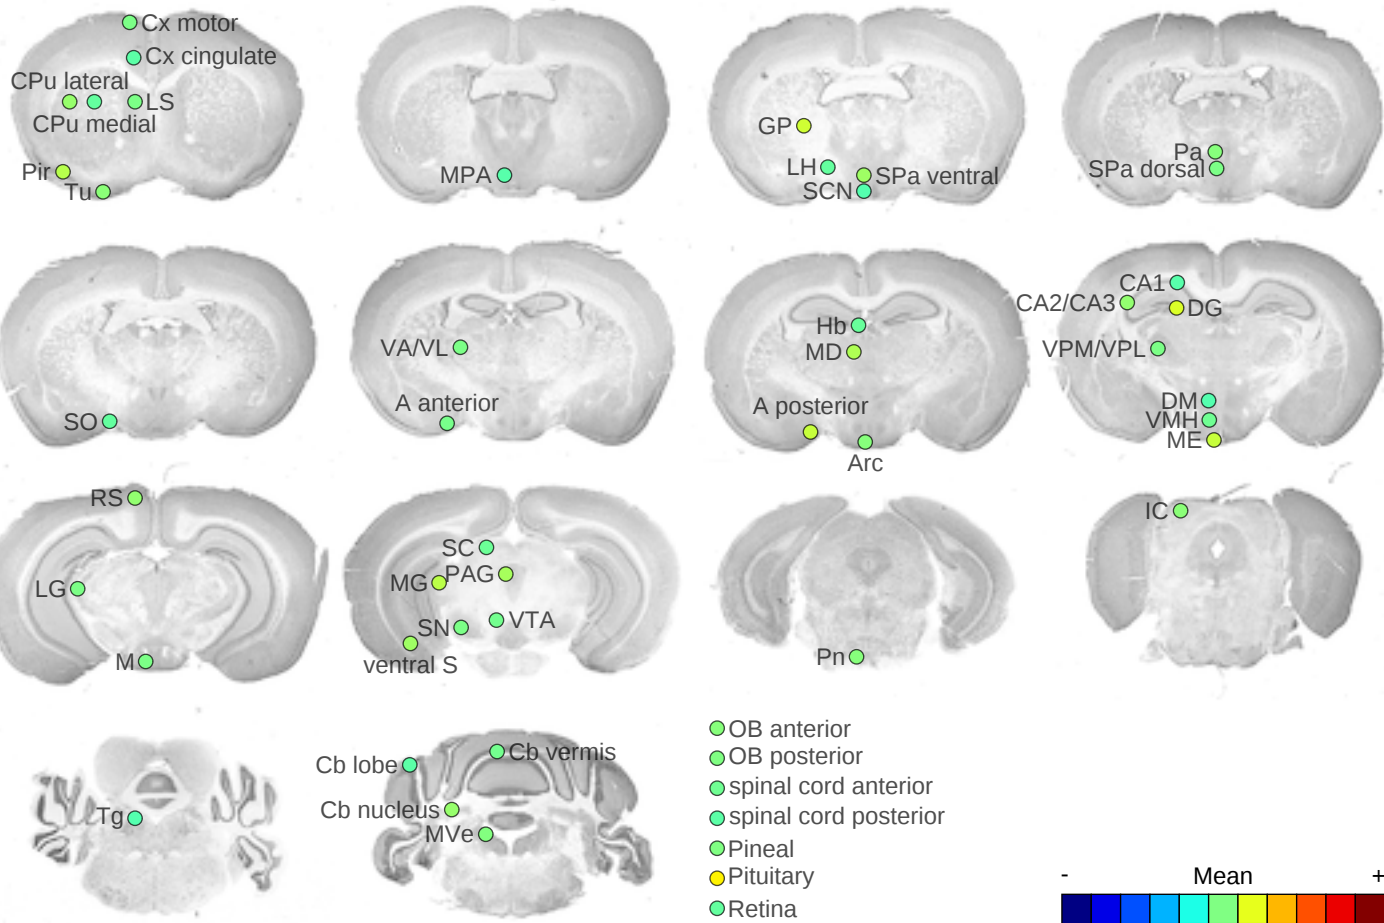 Cx motor
Cx cingulate
CPu lateral
LS
CPu medial
Pir
Tu
MPA
GP
LH
SPa ventral
SCN
Pa
SPa dorsal
SO
VA/VL
A anterior
Hb
MD
A posterior
Arc
CA1
CA2/CA3
DG
VPM/VPL
DM
VMH
ME
RS
LG
M
SC
MG
PAG
SN
VTA
ventral S
Pn
IC
Tg
Cb lobe
Cb vermis
Cb nucleus
MVe
OB anterior
OB posterior
spinal cord anterior
spinal cord posterior
Pineal
Pituitary
Retina
- Mean +